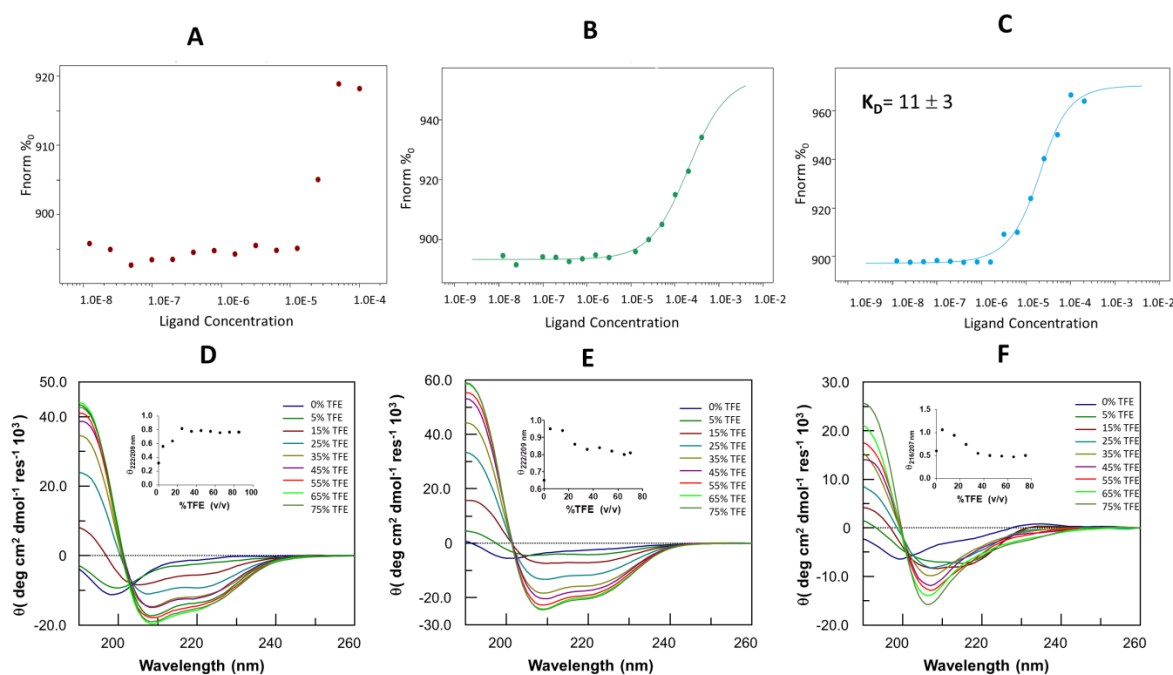 A
920
900
895
Fnorm %₀
1.0E-8 1.0E-7 1.0E-6 1.0E-5 1.0E-4
Ligand Concentration
B
940
920
900
Fnorm %₀
1.0E-9 1.0E-8 1.0E-7 1.0E-6 1.0E-5 1.0E-4 1.0E-3 1.0E-2
Ligand Concentration
C
K_D= 11 ± 3
960
940
920
900
Fnorm %₀
1.0E-9 1.0E-8 1.0E-7 1.0E-6 1.0E-5 1.0E-4 1.0E-3 1.0E-2
Ligand Concentration
D
50.0
40.0
30.0
20.0
10.0
0
-20.0
θ( deg cm² dmol⁻¹ res⁻¹ 10³ )
1.0
0.8
0.6
0.4
0.2
0.0
θ222/209 nm
0 20 40 60 80 100
%TFE (v/v)
0% TFE
5% TFE
15% TFE
25% TFE
35% TFE
45% TFE
55% TFE
65% TFE
75% TFE
200 220 240 260
Wavelength (nm)
E
60.0
40.0
20.0
0
-30.0
θ( deg cm² dmol⁻¹ res⁻¹ 10³ )
1.0
0.9
0.8
0.7
0.6
θ222/209 nm
0 20 40 60 80
%TFE (v/v)
0% TFE
5% TFE
15% TFE
25% TFE
35% TFE
45% TFE
55% TFE
65% TFE
75% TFE
200 220 240 260
Wavelength (nm)
F
30.0
20.0
10.0
0
-10.0
-20.0
θ( deg cm² dmol⁻¹ res⁻¹ 10³ )
1.5
1.0
0.5
0.0
θ216/207 nm
0 20 40 60 80
%TFE (v/v)
0% TFE
5% TFE
15% TFE
25% TFE
35% TFE
45% TFE
55% TFE
65% TFE
75% TFE
200 220 240 260
Wavelength (nm)